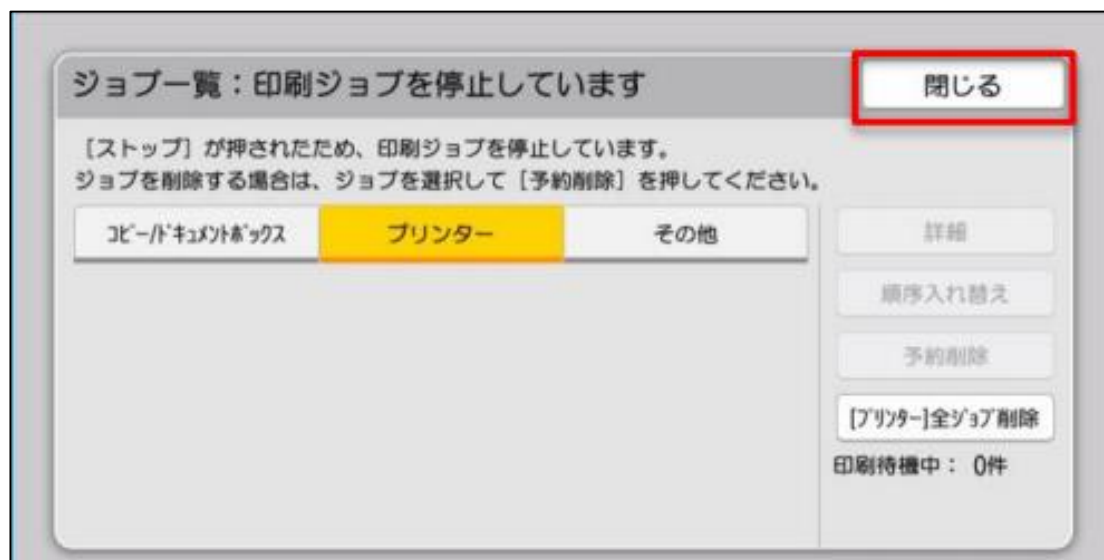 ジョブ一覧：印刷ジョブを停止しています
閉じる
［ストップ］が押されたため、印刷ジョブを停止しています。
ジョブを削除する場合は、ジョブを選択して［予約削除］を押してください。
ｺﾋﾟｰ/ﾄﾞｷｭﾒﾝﾄﾎﾞｯｸｽ プリンター その他
詳細
順序入れ替え
予約削除
[ﾌﾟﾘﾝﾀｰ]全ｼﾞｮﾌﾞ削除
印刷待機中： 0件